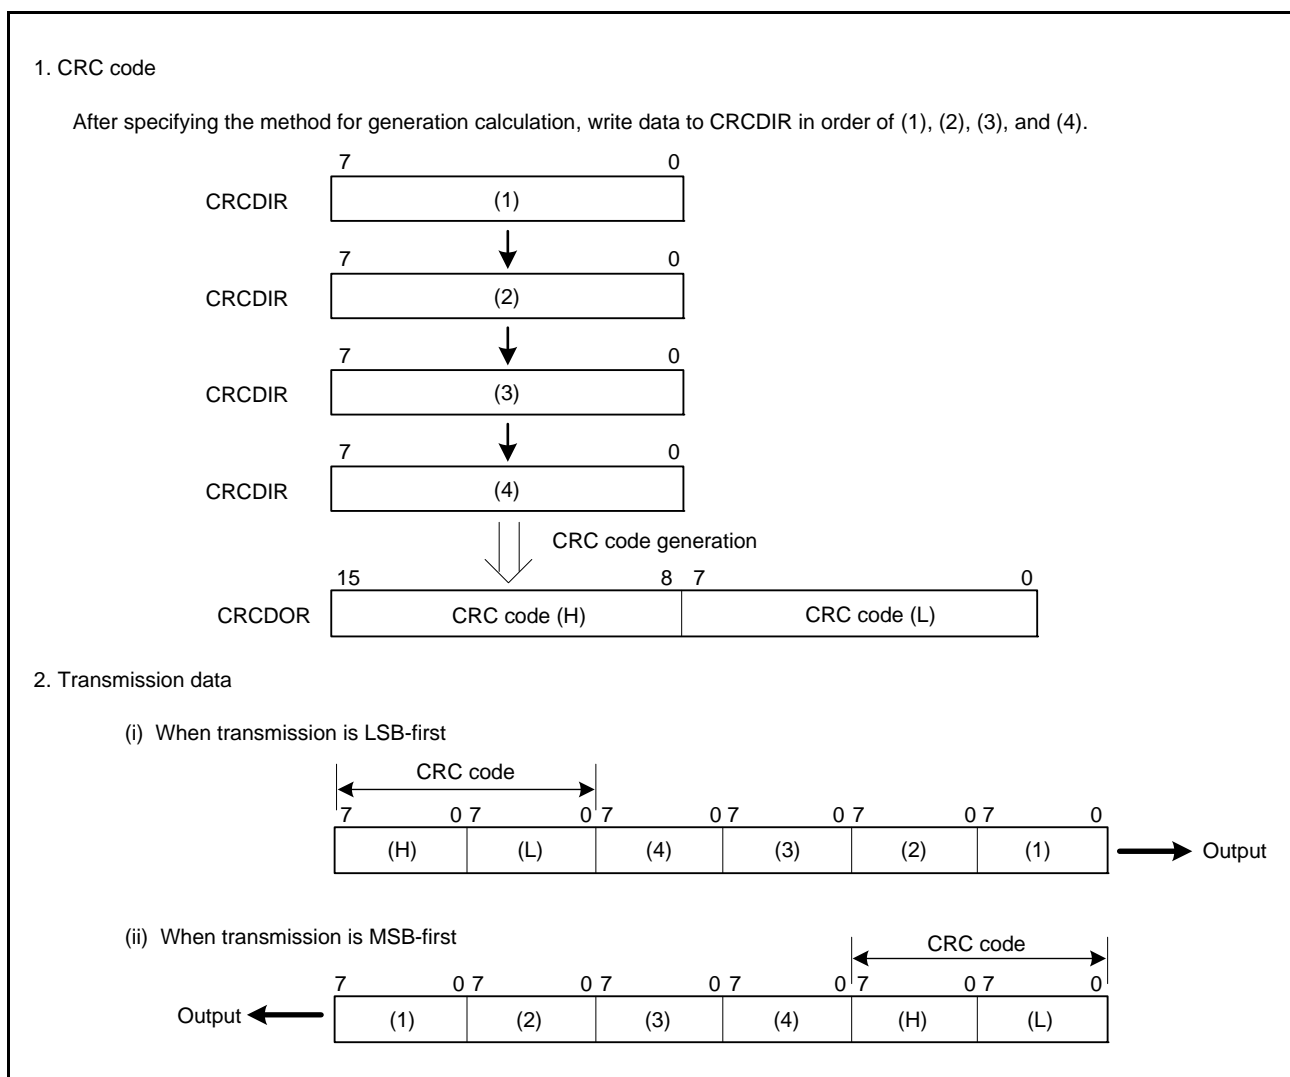 1. CRC code
After specifying the method for generation calculation, write data to CRCDIR in order of (1), (2), (3), and (4).
7 0
CRCDIR (1)
7 0
CRCDIR (2)
7 0
CRCDIR (3)
7 0
CRCDIR (4)
CRC code generation
15 8 7 0
CRCDOR CRC code (H) CRC code (L)
2. Transmission data
(i) When transmission is LSB-first
CRC code
7 0 7 0 7 0 7 0 7 0 7 0
(H) (L) (4) (3) (2) (1) Output
(ii) When transmission is MSB-first
CRC code
7 0 7 0 7 0 7 0 7 0 7 0
Output (1) (2) (3) (4) (H) (L)